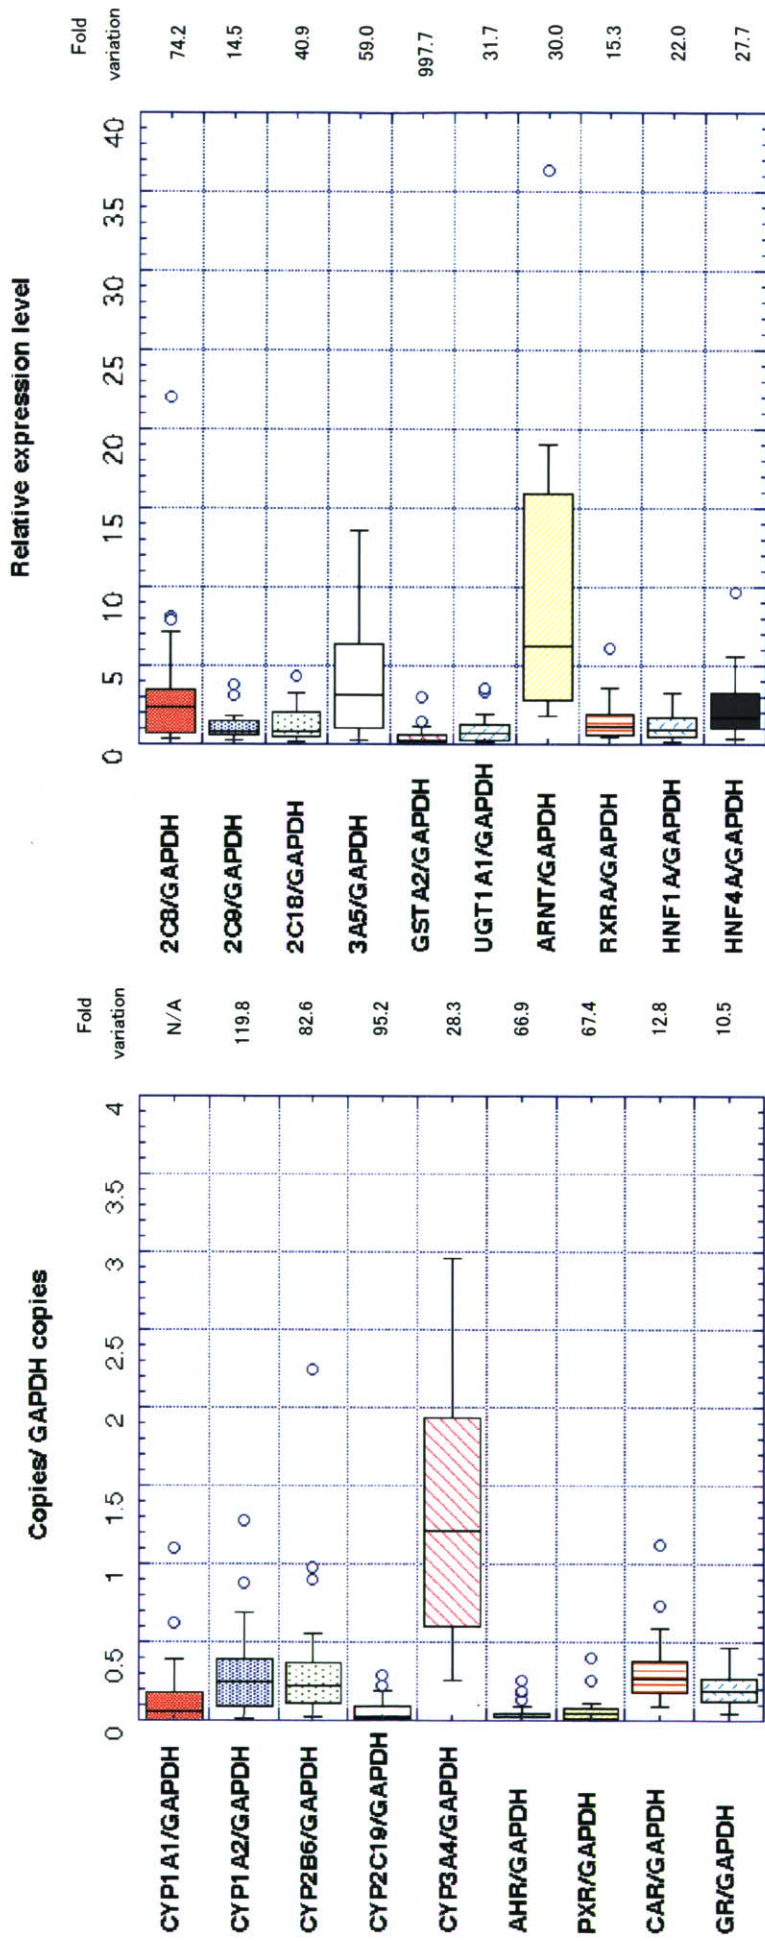 Copies/ GAPDH copies
0 0.5 1 1.5 2 2.5 3 3.5 4
Fold
variation
CYP1A1/GAPDH N/A
CYP1A2/GAPDH 119.8
CYP2B6/GAPDH 82.6
CYP2C19/GAPDH 95.2
CYP3A4/GAPDH 28.3
AHR/GAPDH 66.9
PXR/GAPDH 67.4
CAR/GAPDH 12.8
GR/GAPDH 10.5
Relative expression level
0 5 10 15 20 25 30 35 40
Fold
variation
2C8/GAPDH 74.2
2C9/GAPDH 14.5
2C18/GAPDH 40.9
3A5/GAPDH 59.0
GSTA2/GAPDH 997.7
UGT1A1/GAPDH 31.7
ARNT/GAPDH 30.0
RXRA/GAPDH 15.3
HNF1A/GAPDH 22.0
HNF4A/GAPDH 27.7